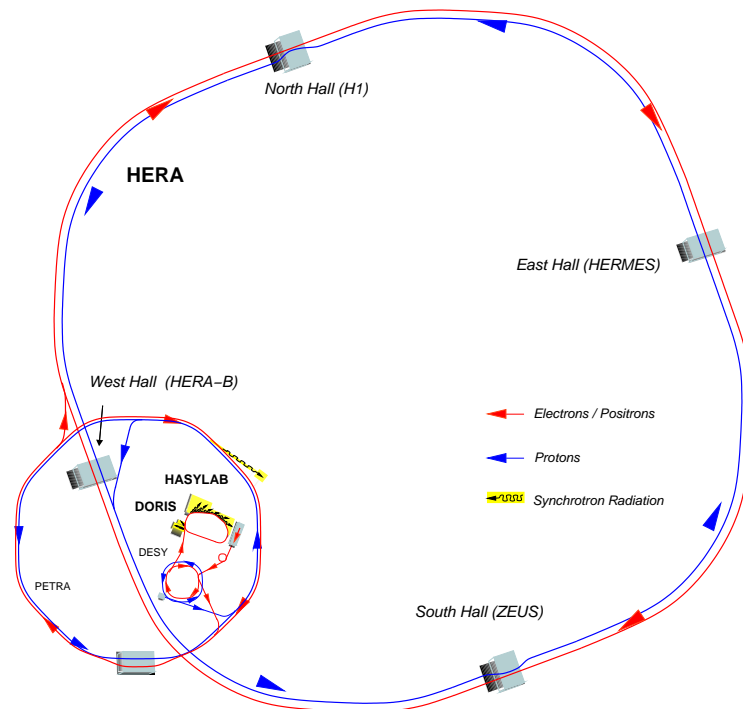 North Hall (H1)
HERA
East Hall (HERMES)
West Hall (HERA−B)
Electrons / Positrons
Protons
HASYLAB
Synchrotron Radiation
DORIS
DESY
PETRA
South Hall (ZEUS)